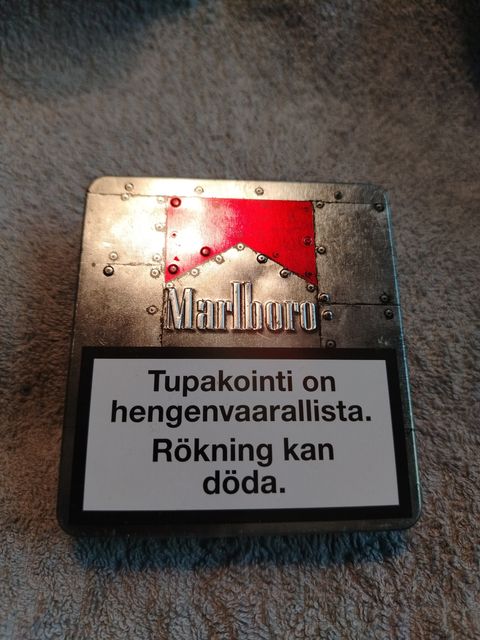 Marlboro
Tupakointi on
hengenvaarallista.
Rökning kan
döda.